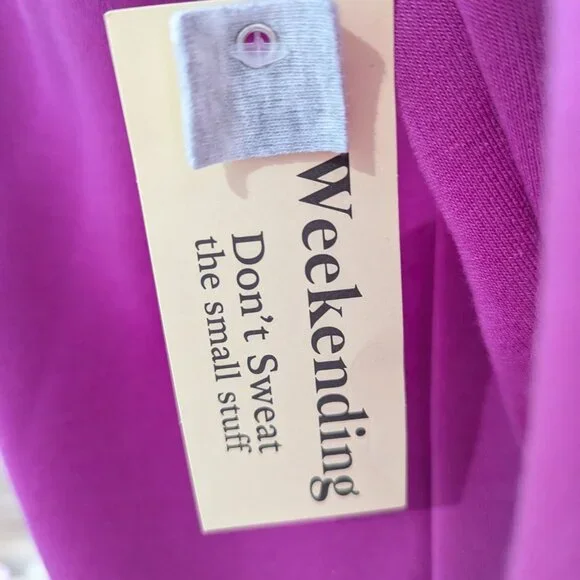 Weekending
Don't Sweat
the small stuff